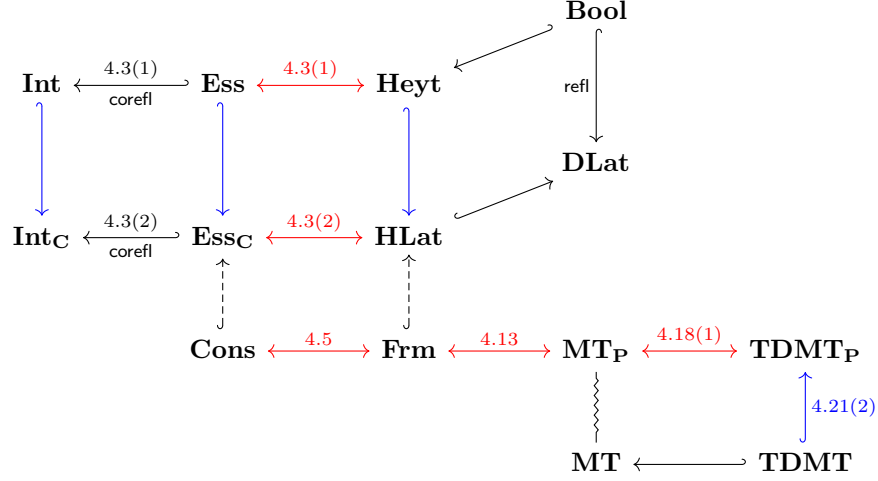 Bool
4.3(1) 4.3(1)
Int Ess Heyt
corefl
refl
DLat
4.3(2) 4.3(2)
Int_C Ess_C HLat
corefl
4.5 4.13 4.18(1)
Cons Frm MT_P TDMT_P
4.21(2)
MT TDMT